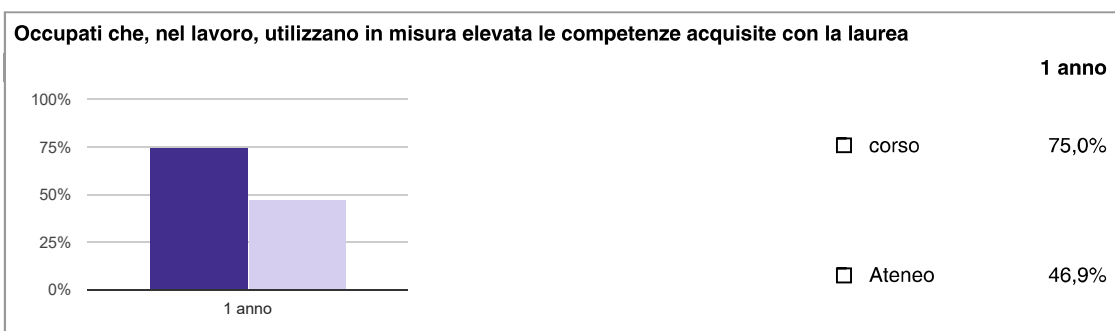 Occupati che, nel lavoro, utilizzano in misura elevata le competenze acquisite con la laurea
1 anno
100%
75%
50%
25%
0%
1 anno
corso 75,0%
Ateneo 46,9%